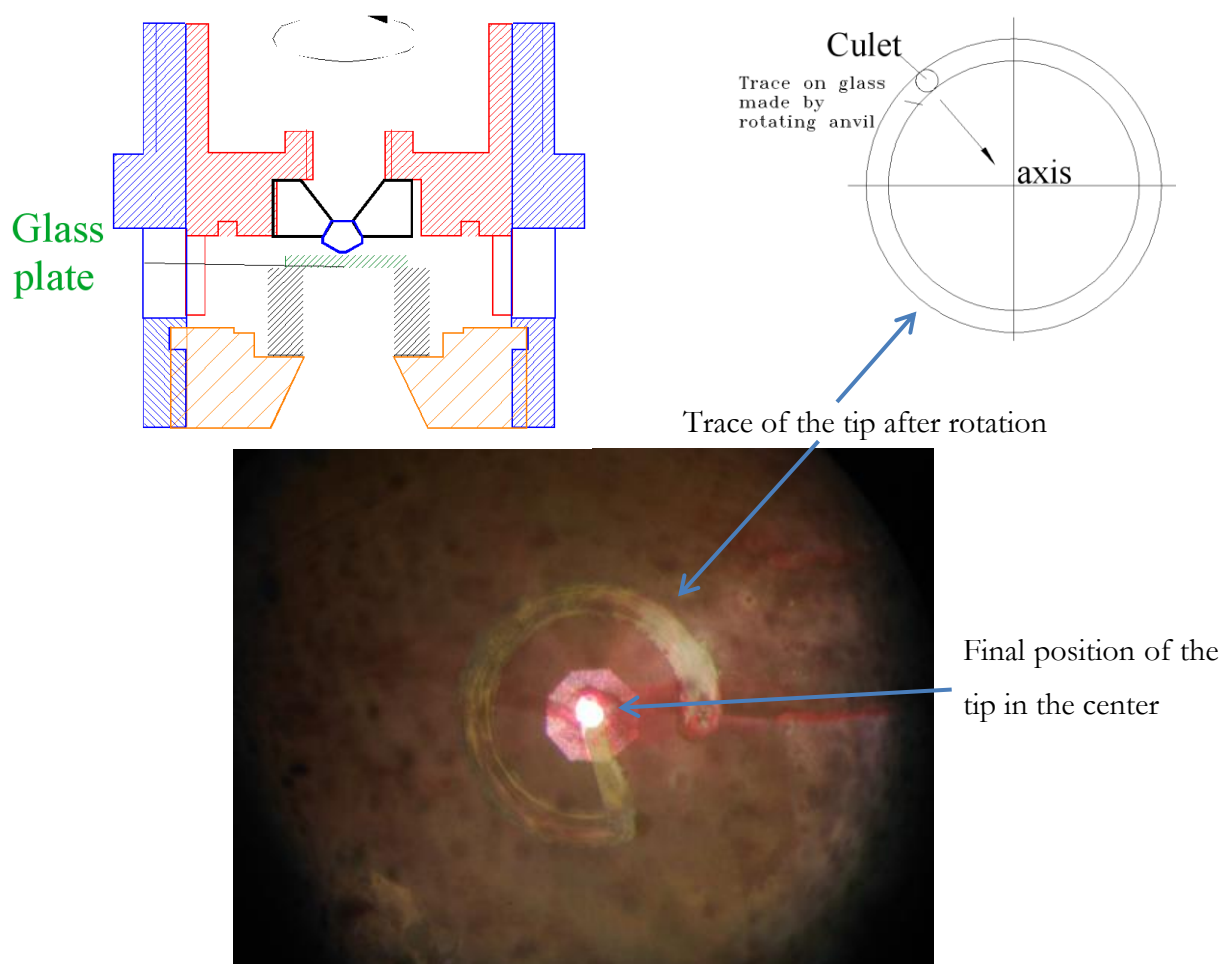 Culet
Trace on glass
made by
rotating anvil
axis
Glass
plate
Trace of the tip after rotation
Final position of the
tip in the center